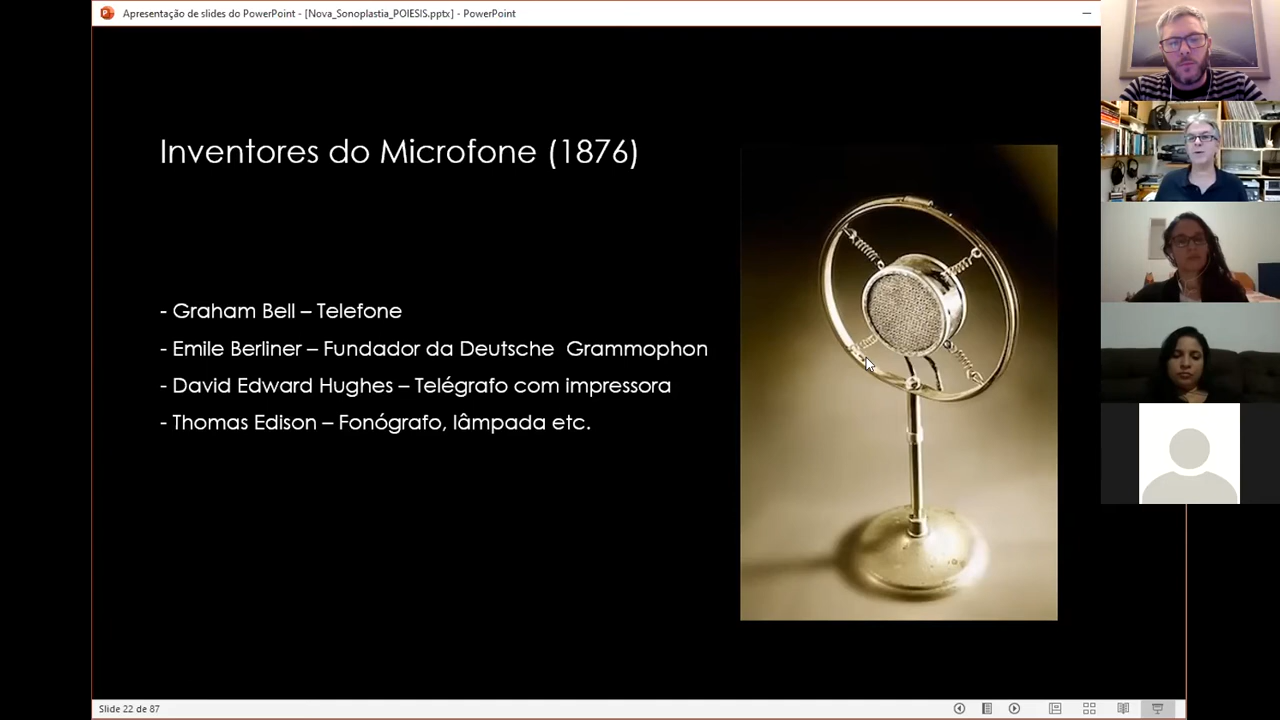 Apresentação de slides do PowerPoint - [Nova_Sonoplastia_POIESIS.pptx] - PowerPoint
Inventores do Microfone (1876)
- Graham Bell – Telefone
- Emile Berliner – Fundador da Deutsche Grammophon
- David Edward Hughes – Telégrafo com impressora
- Thomas Edison – Fonógrafo, lâmpada etc.
Slide 22 de 87